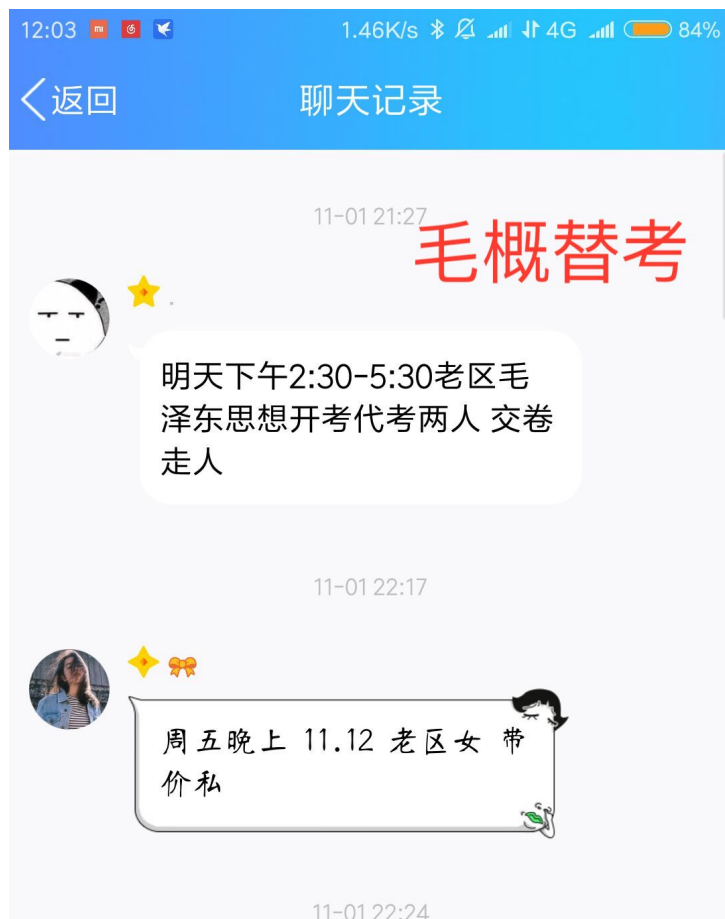 12:03 1.46K/s 4G 84%
返回 聊天记录
11-01 21:27
毛概替考
.
明天下午2:30-5:30老区毛
泽东思想开考代考两人 交卷
走人
11-01 22:17
周五晚上 11.12 老区女 带
价私
11-01 22:24